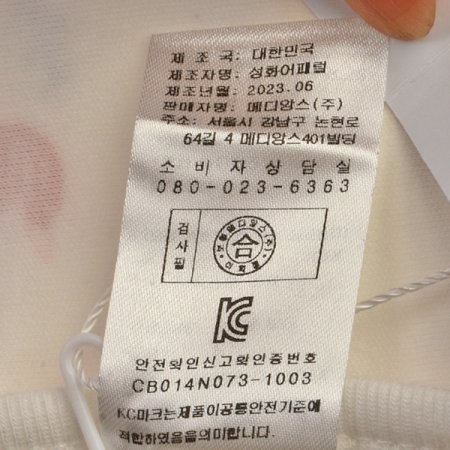 제 조 국: 대한민국
제조자명: 성화어패럴
제조년월: 2023.06
판매자명: 메디앙스(주)
주소: 서울시 강남구 논현로
64길 4 메디앙스401빌딩
소 비 자 상 담 실
080-023-6363
검사필
合
안전확인신고확인증번호
CB014N073-1003
KC마크는제품이공통안전기준에
적합하였음을의미합니다.